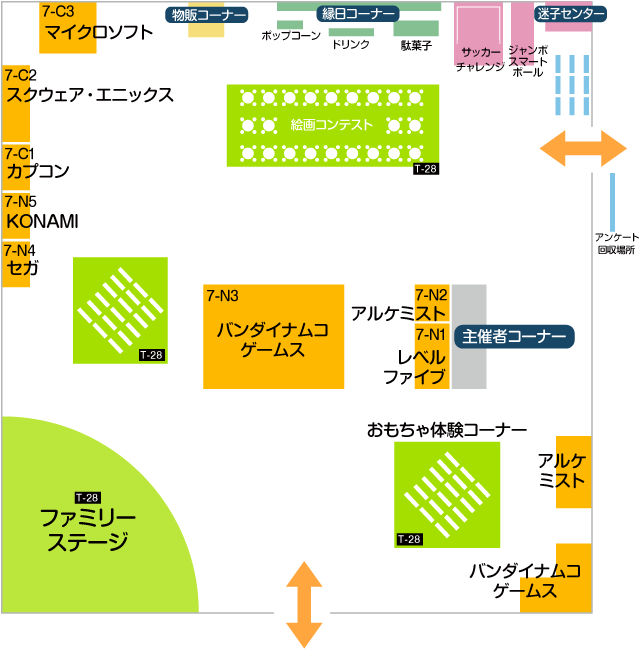 7-C3
マイクロソフト
物販コーナー
縁日コーナー
迷子センター
ポップコーン
ドリンク
駄菓子
サッカー
チャレンジ
ジャンボ
スマート
ボール
7-C2
スクウェア・エニックス
絵画コンテスト
T-28
7-C1
カプコン
7-N5
KONAMI
7-N4
セガ
アンケート
回収場所
T-28
7-N3
バンダイナムコ
ゲームス
7-N2
アルケミスト
7-N1
レベル
ファイブ
主催者コーナー
おもちゃ体験コーナー
T-28
アルケ
ミスト
T-28
ファミリー
ステージ
バンダイナムコ
ゲームス